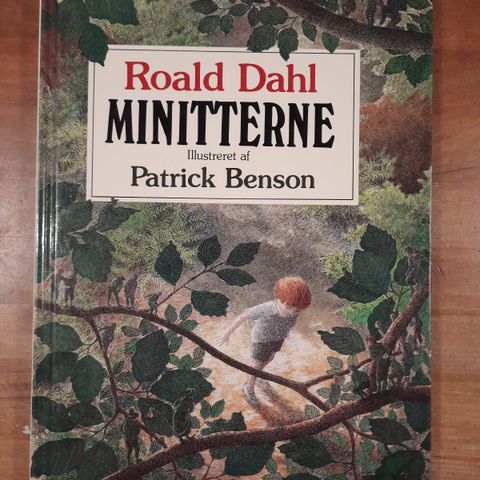 Roald Dahl
MINITTERNE
Illustreret af
Patrick Benson